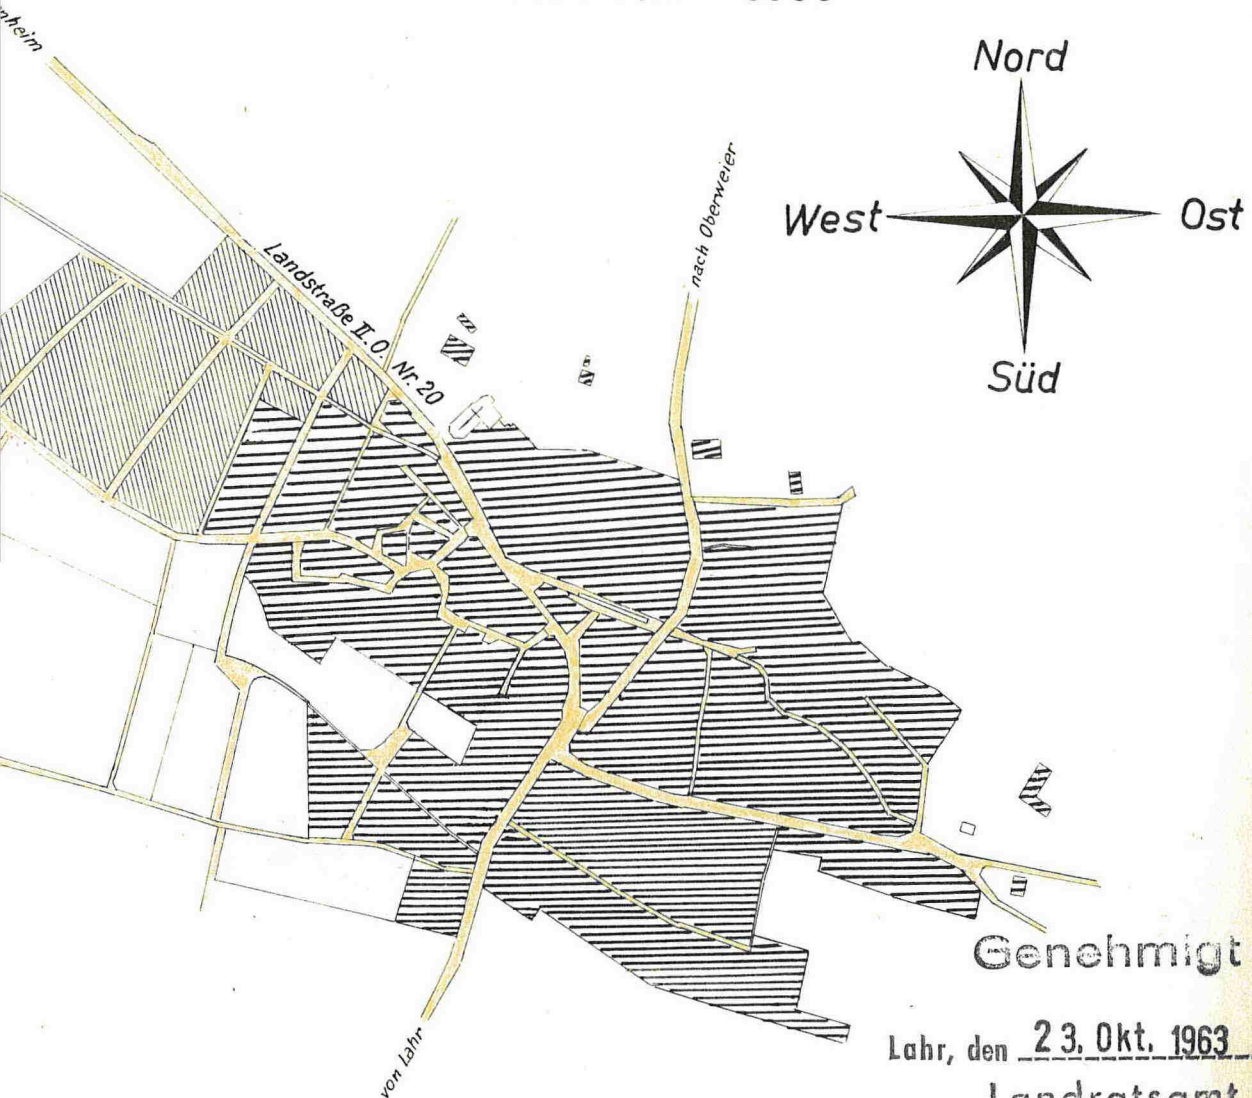 nheim
Nord
nach Oberweier
West
Ost
Landstraße II. O. Nr. 20
Süd
Genehmigt
Lahr, den 23. Okt. 1963
von Lahr
Landratsamt